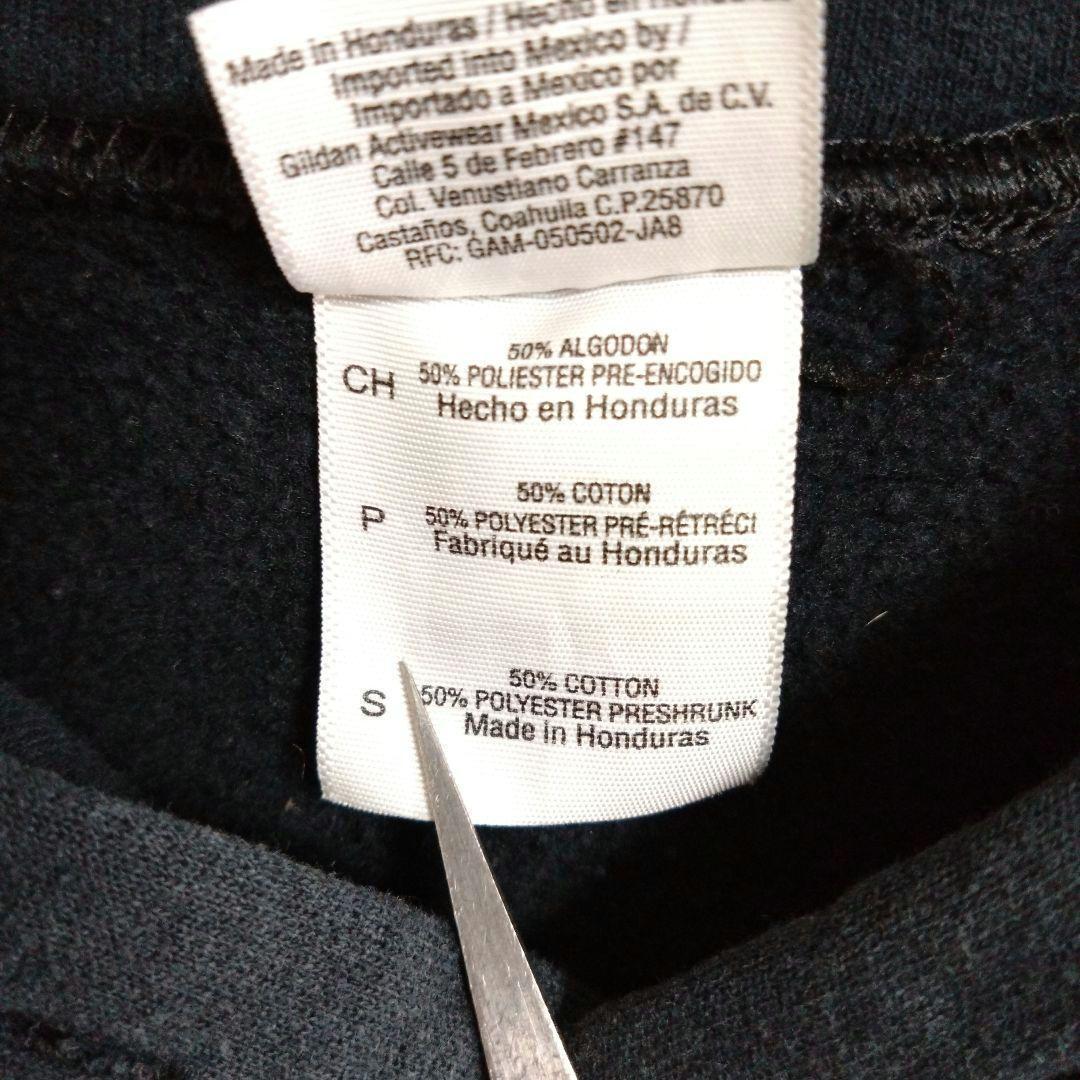 Made in Honduras / Hecho en Honduras
Imported into Mexico by /
Importado a Mexico por
Gildan Activewear Mexico S.A. de C.V.
Calle 5 de Febrero #147
Col. Venustiano Carranza
Castaños, Coahuila C.P.25870
RFC: GAM-050502-JA8
50% ALGODON
CH 50% POLIESTER PRE-ENCOGIDO
Hecho en Honduras
50% COTON
P 50% POLYESTER PRÉ-RÉTRÉCI
Fabriqué au Honduras
50% COTTON
S 50% POLYESTER PRESHRUNK
Made in Honduras